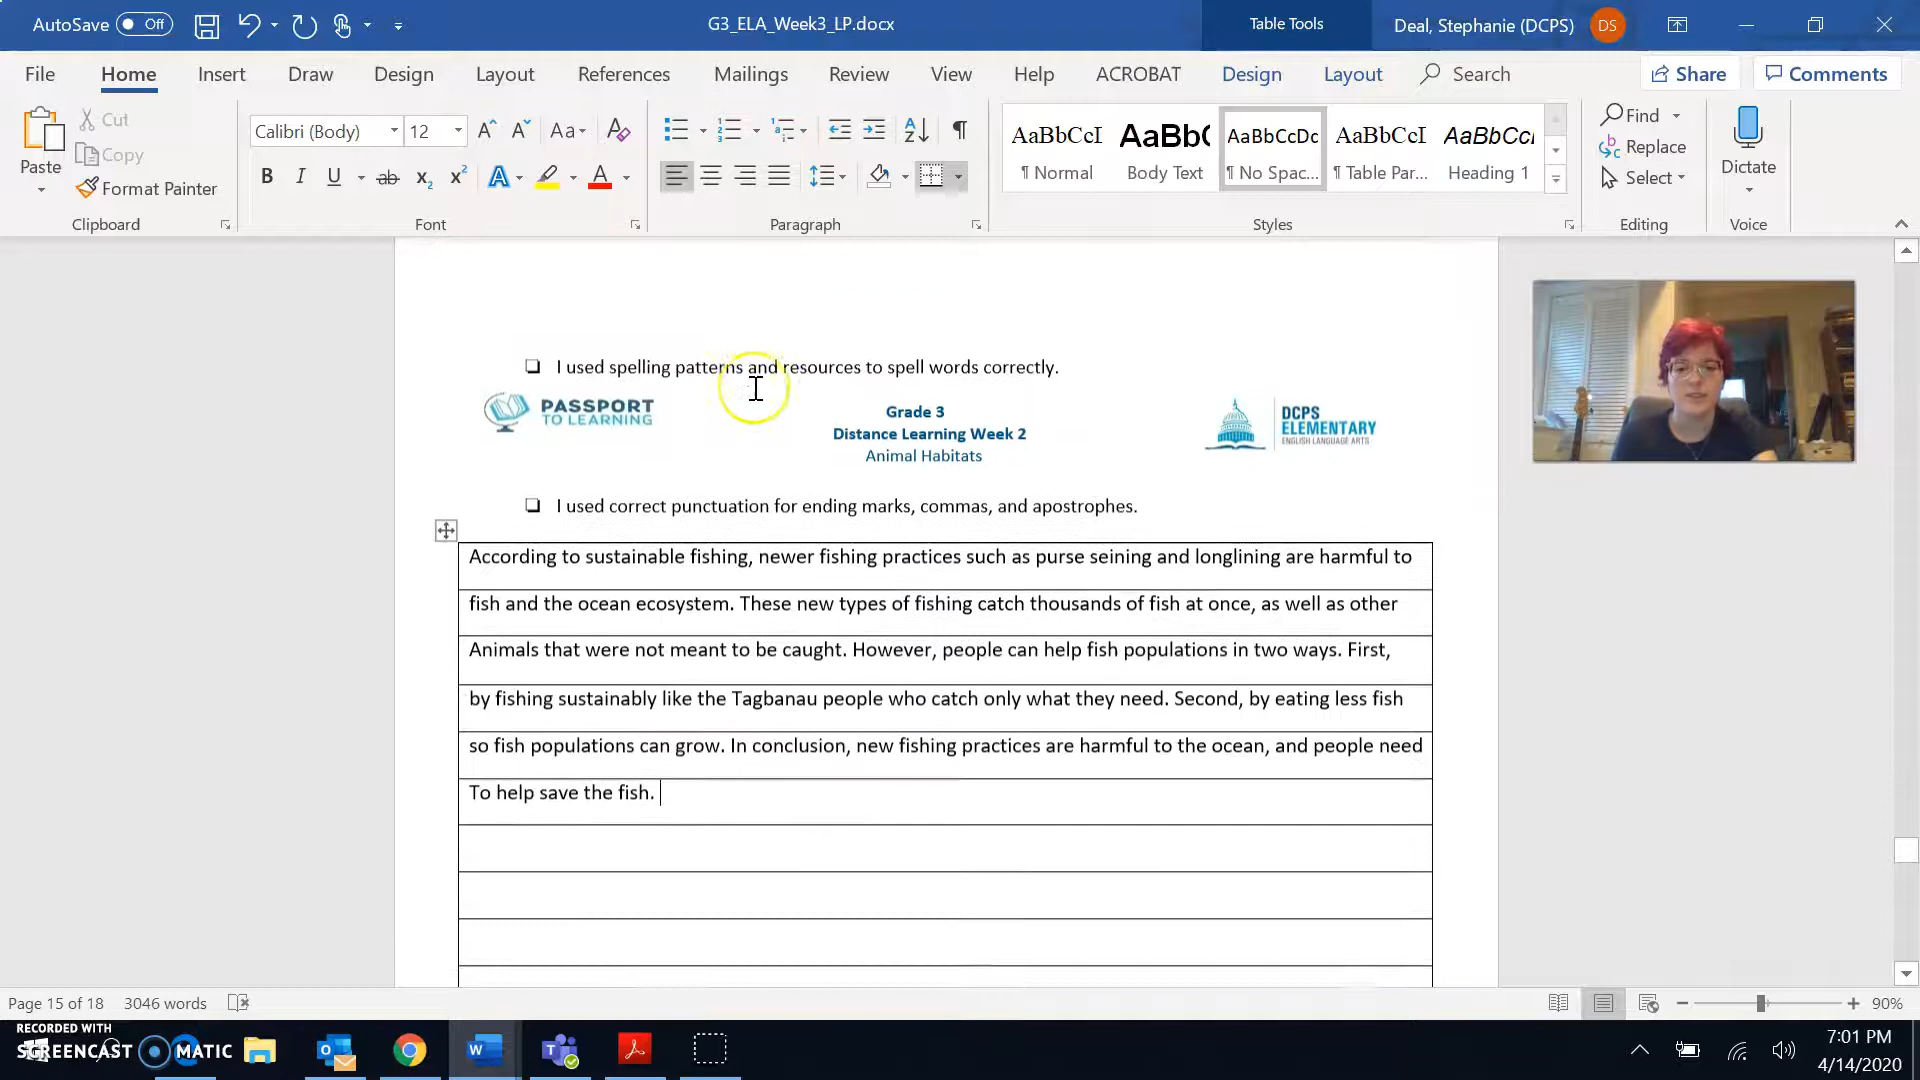 AutoSave Off G3_ELA_Week3_LP.docx Table Tools Deal, Stephanie (DCPS) DS
File Home Insert Draw Design Layout References Mailings Review View Help ACROBAT Design Layout Search Share Comments
Paste Cut Copy Format Painter
Calibri (Body) 12
AaBbCcI AaBbC AaBbCcDc AaBbCcI AaBbCcI
¶ Normal Body Text ¶ No Spac... ¶ Table Par... Heading 1
Find Replace Select Dictate
Clipboard Font Paragraph Styles Editing Voice
❑ I used spelling patterns and resources to spell words correctly.
PASSPORT
TO LEARNING
Grade 3
Distance Learning Week 2
Animal Habitats
DCPS
ELEMENTARY
ENGLISH LANGUAGE ARTS
❑ I used correct punctuation for ending marks, commas, and apostrophes.
According to sustainable fishing, newer fishing practices such as purse seining and longlining are harmful to
fish and the ocean ecosystem. These new types of fishing catch thousands of fish at once, as well as other
Animals that were not meant to be caught. However, people can help fish populations in two ways. First,
by fishing sustainably like the Tagbanau people who catch only what they need. Second, by eating less fish
so fish populations can grow. In conclusion, new fishing practices are harmful to the ocean, and people need
To help save the fish.
Page 15 of 18 3046 words 90%
RECORDED WITH
SCREENCAST MATIC
7:01 PM
4/14/2020